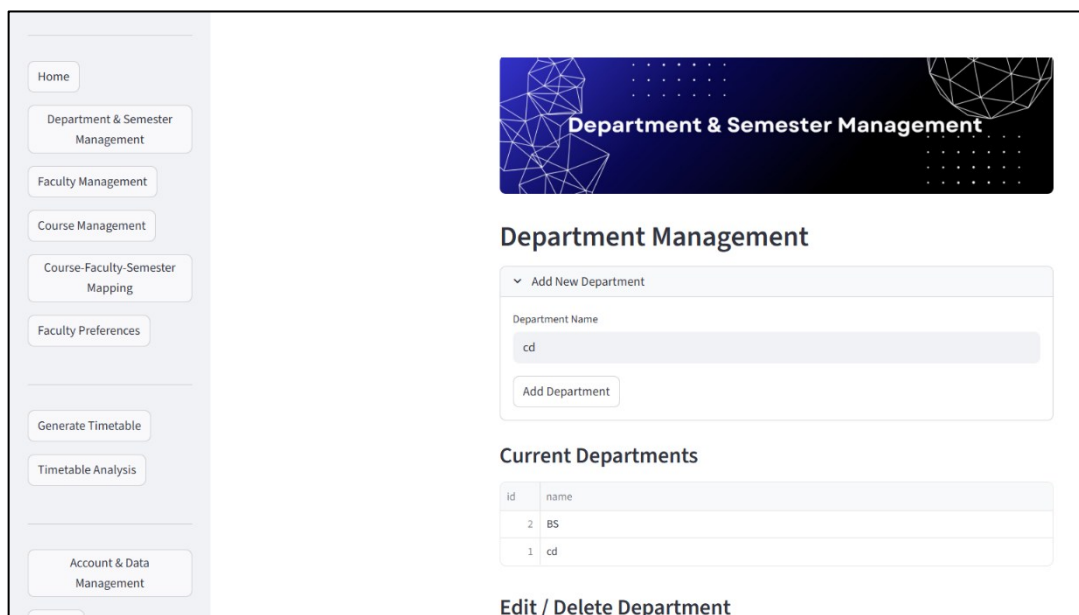 Home
Department & Semester
Management
Faculty Management
Course Management
Course-Faculty-Semester
Mapping
Faculty Preferences
Generate Timetable
Timetable Analysis
Account & Data
Management
Department & Semester Management
Department Management
Add New Department
Department Name
cd
Add Department
Current Departments
id name
2 BS
1 cd
Edit / Delete Department